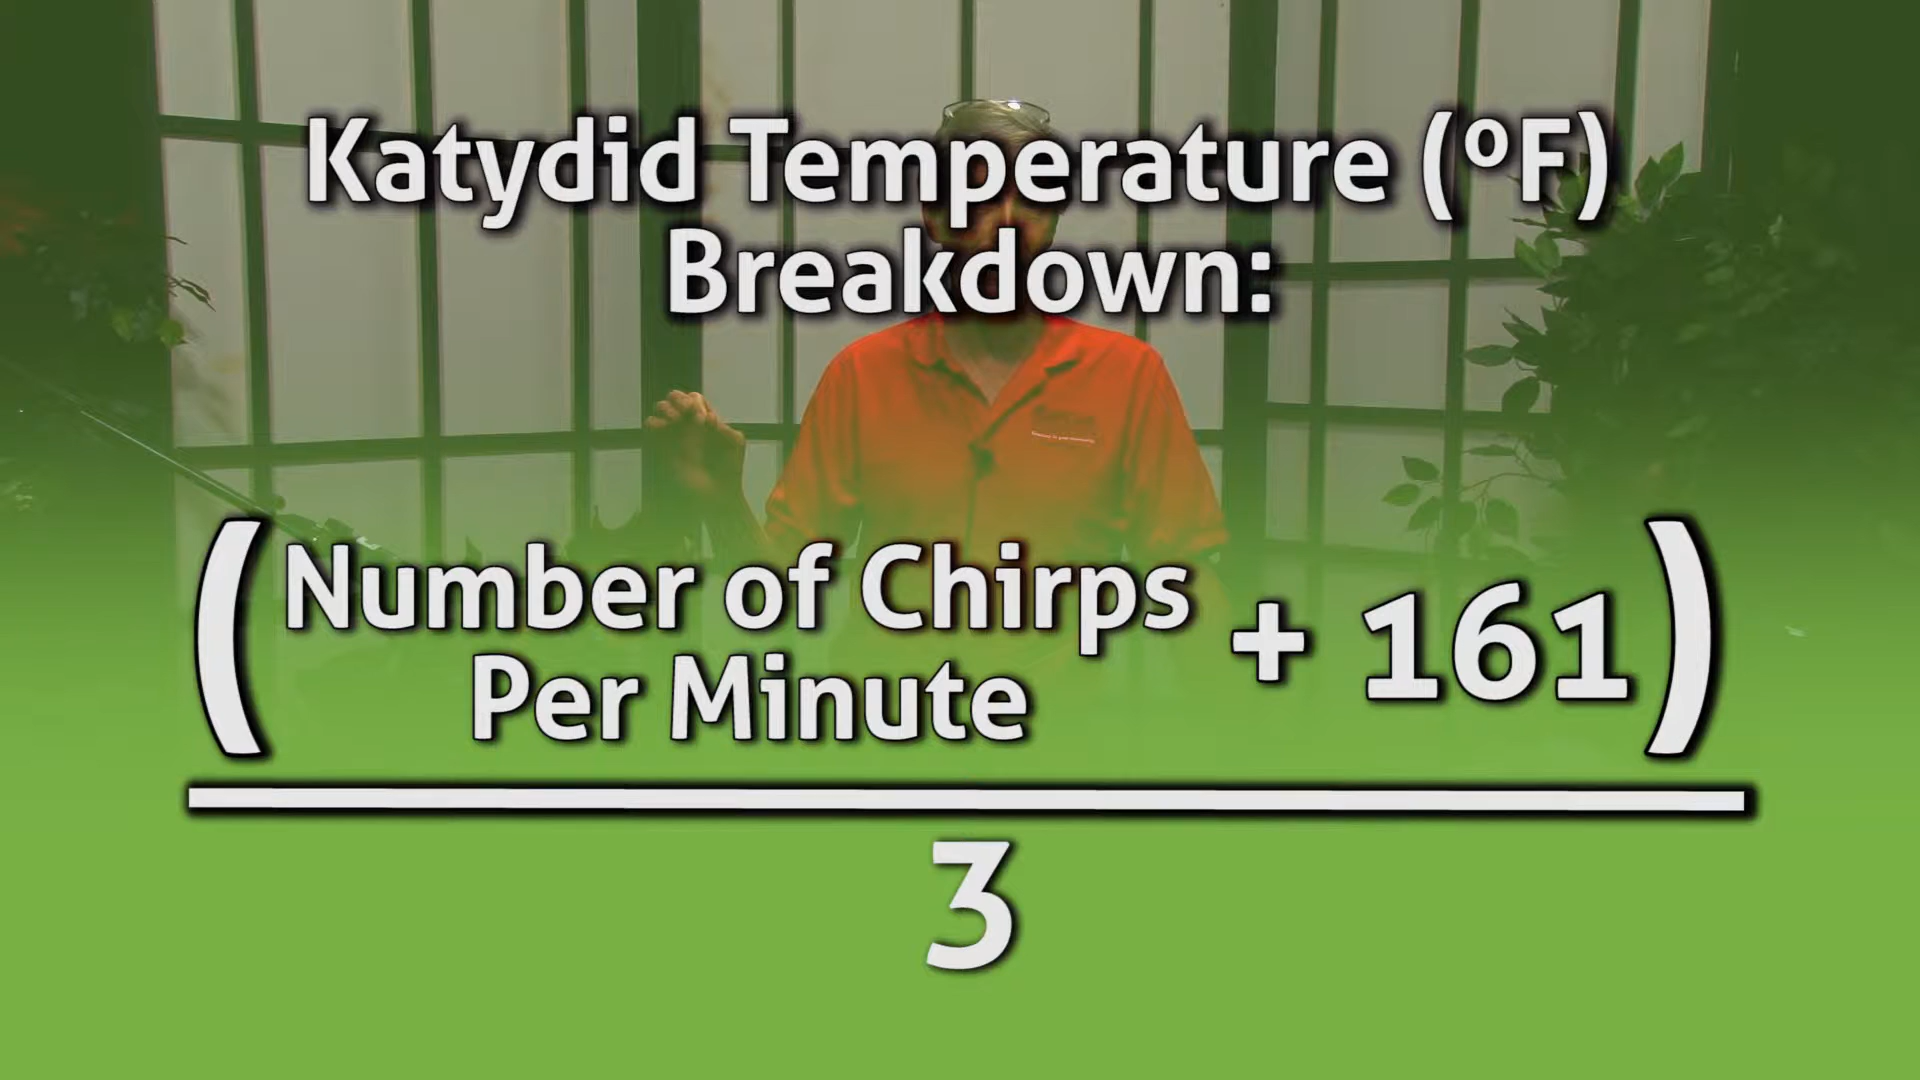 Katydid Temperature (ºF)
Breakdown:
(Number of Chirps
Per Minute + 161)
3